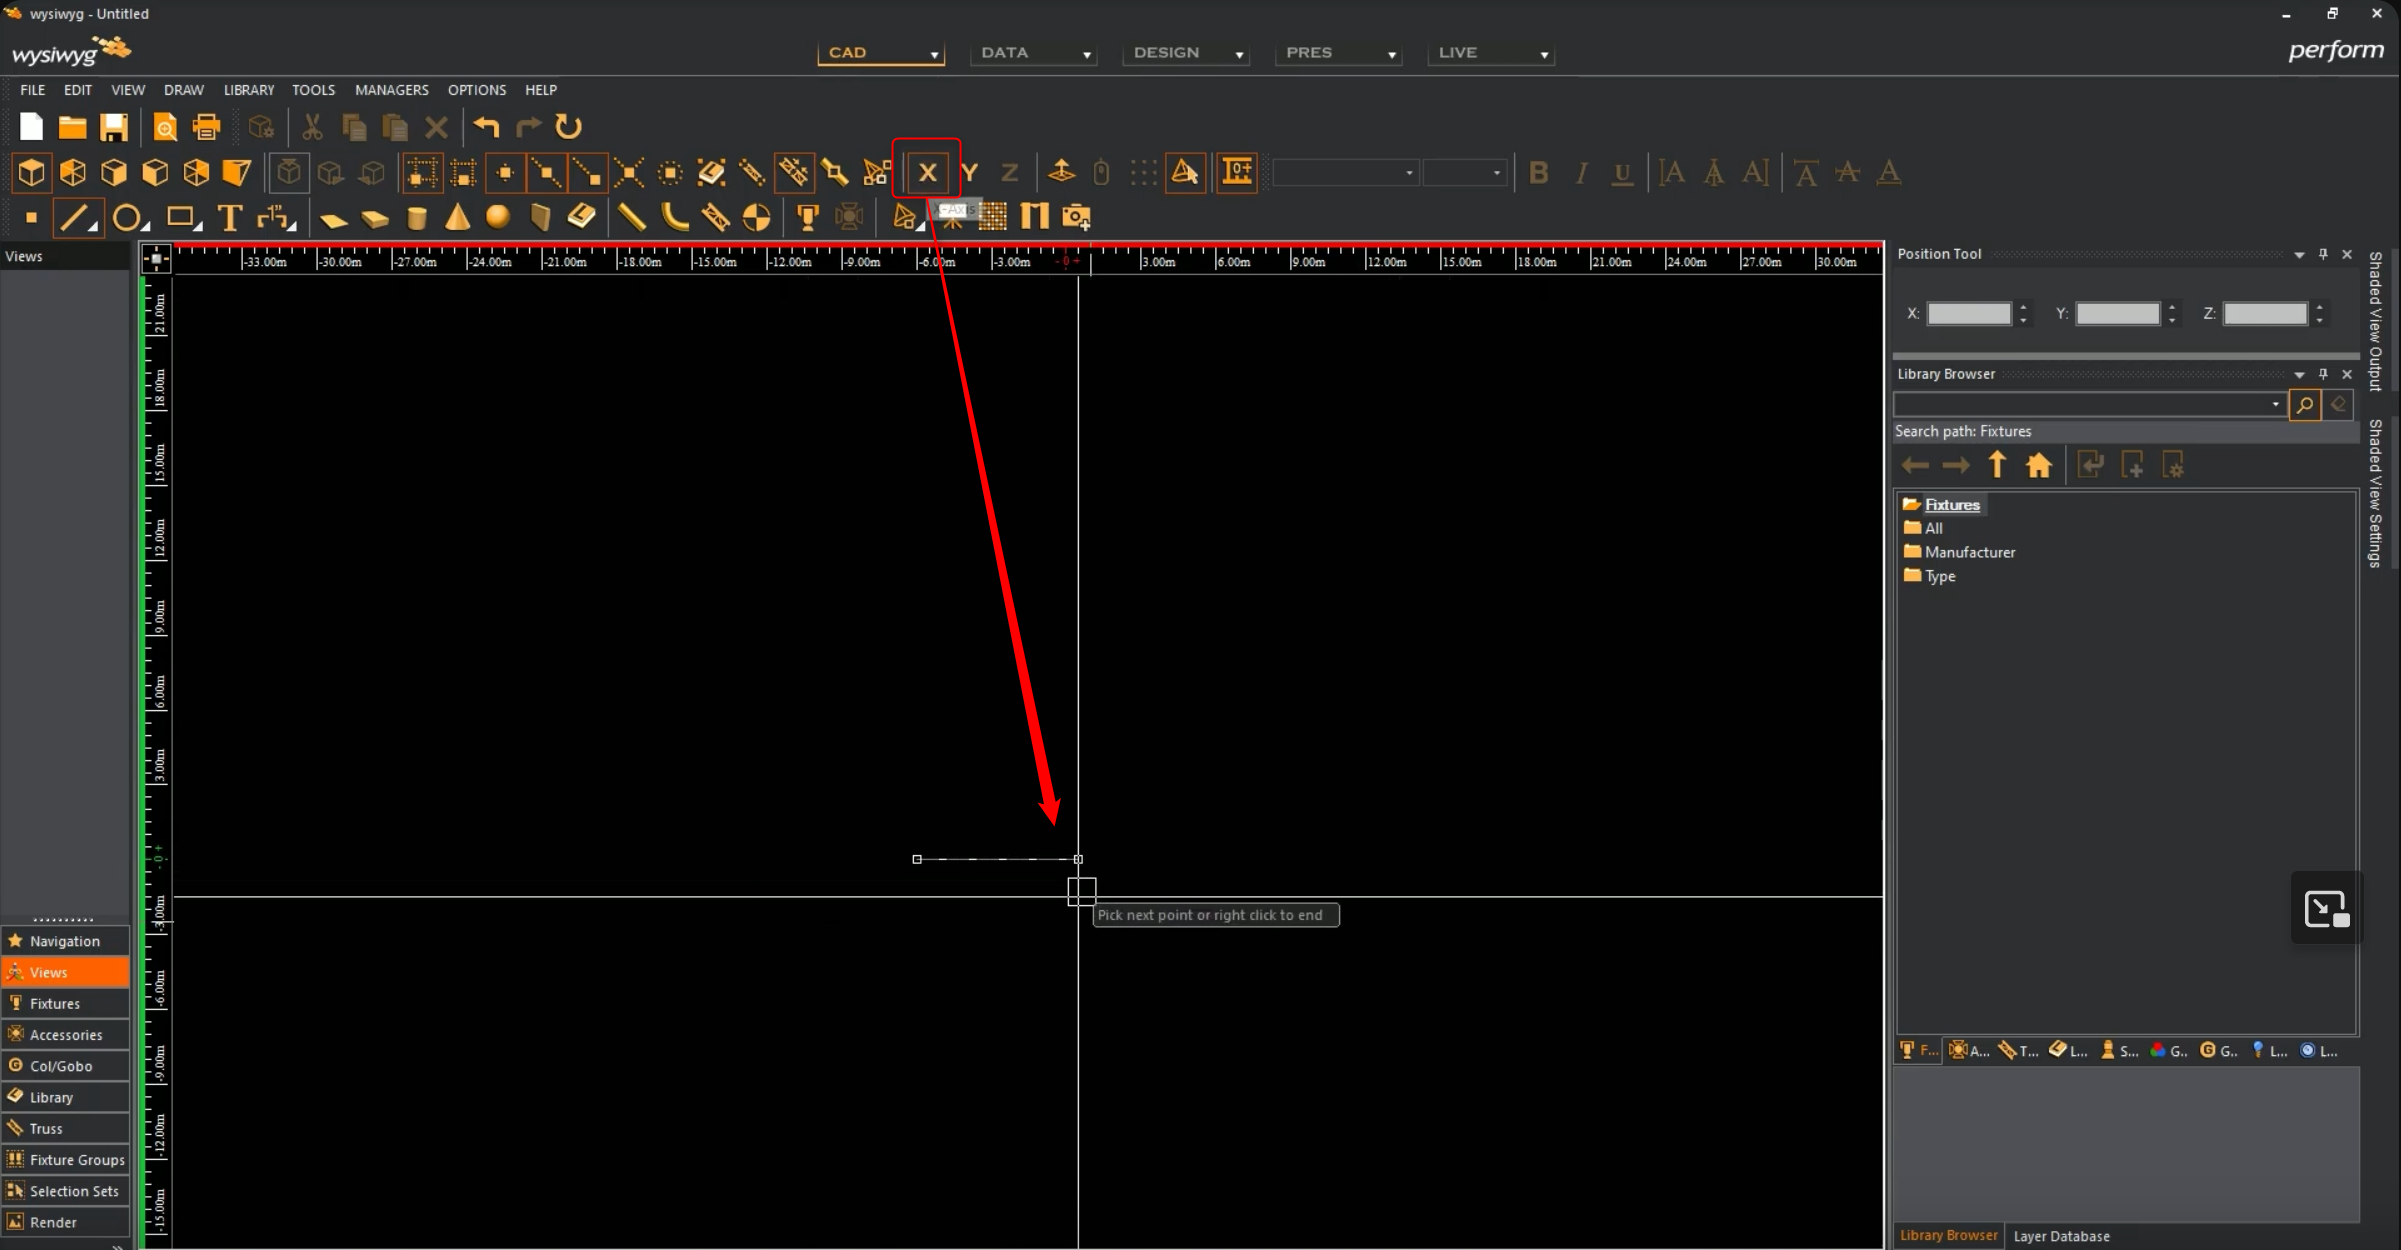 wysiwyg - Untitled
wysiwyg
CAD
DATA
DESIGN
PRES
LIVE
perform
FILE EDIT VIEW DRAW LIBRARY TOOLS MANAGERS OPTIONS HELP
X Y Z B I U A A A A A A
T
X-Axis
Views
-33.00m -30.00m -27.00m -24.00m -21.00m -18.00m -15.00m -12.00m -9.00m -6.00m -3.00m - 0 + 3.00m 6.00m 9.00m 12.00m 15.00m 18.00m 21.00m 24.00m 27.00m 30.00m
21.00m
18.00m
15.00m
12.00m
9.00m
6.00m
3.00m
- 0 +
-3.00m
-6.00m
-9.00m
-12.00m
-15.00m
Pick next point or right click to end
Navigation
Views
Fixtures
Accessories
Col/Gobo
Library
Truss
Fixture Groups
Selection Sets
Render
Position Tool
X: Y: Z:
Library Browser
Search path: Fixtures
Fixtures
All
Manufacturer
Type
F... A... T... L... S... G.. G.. L... L...
Library Browser Layer Database
Shaded View Output
Shaded View Settings